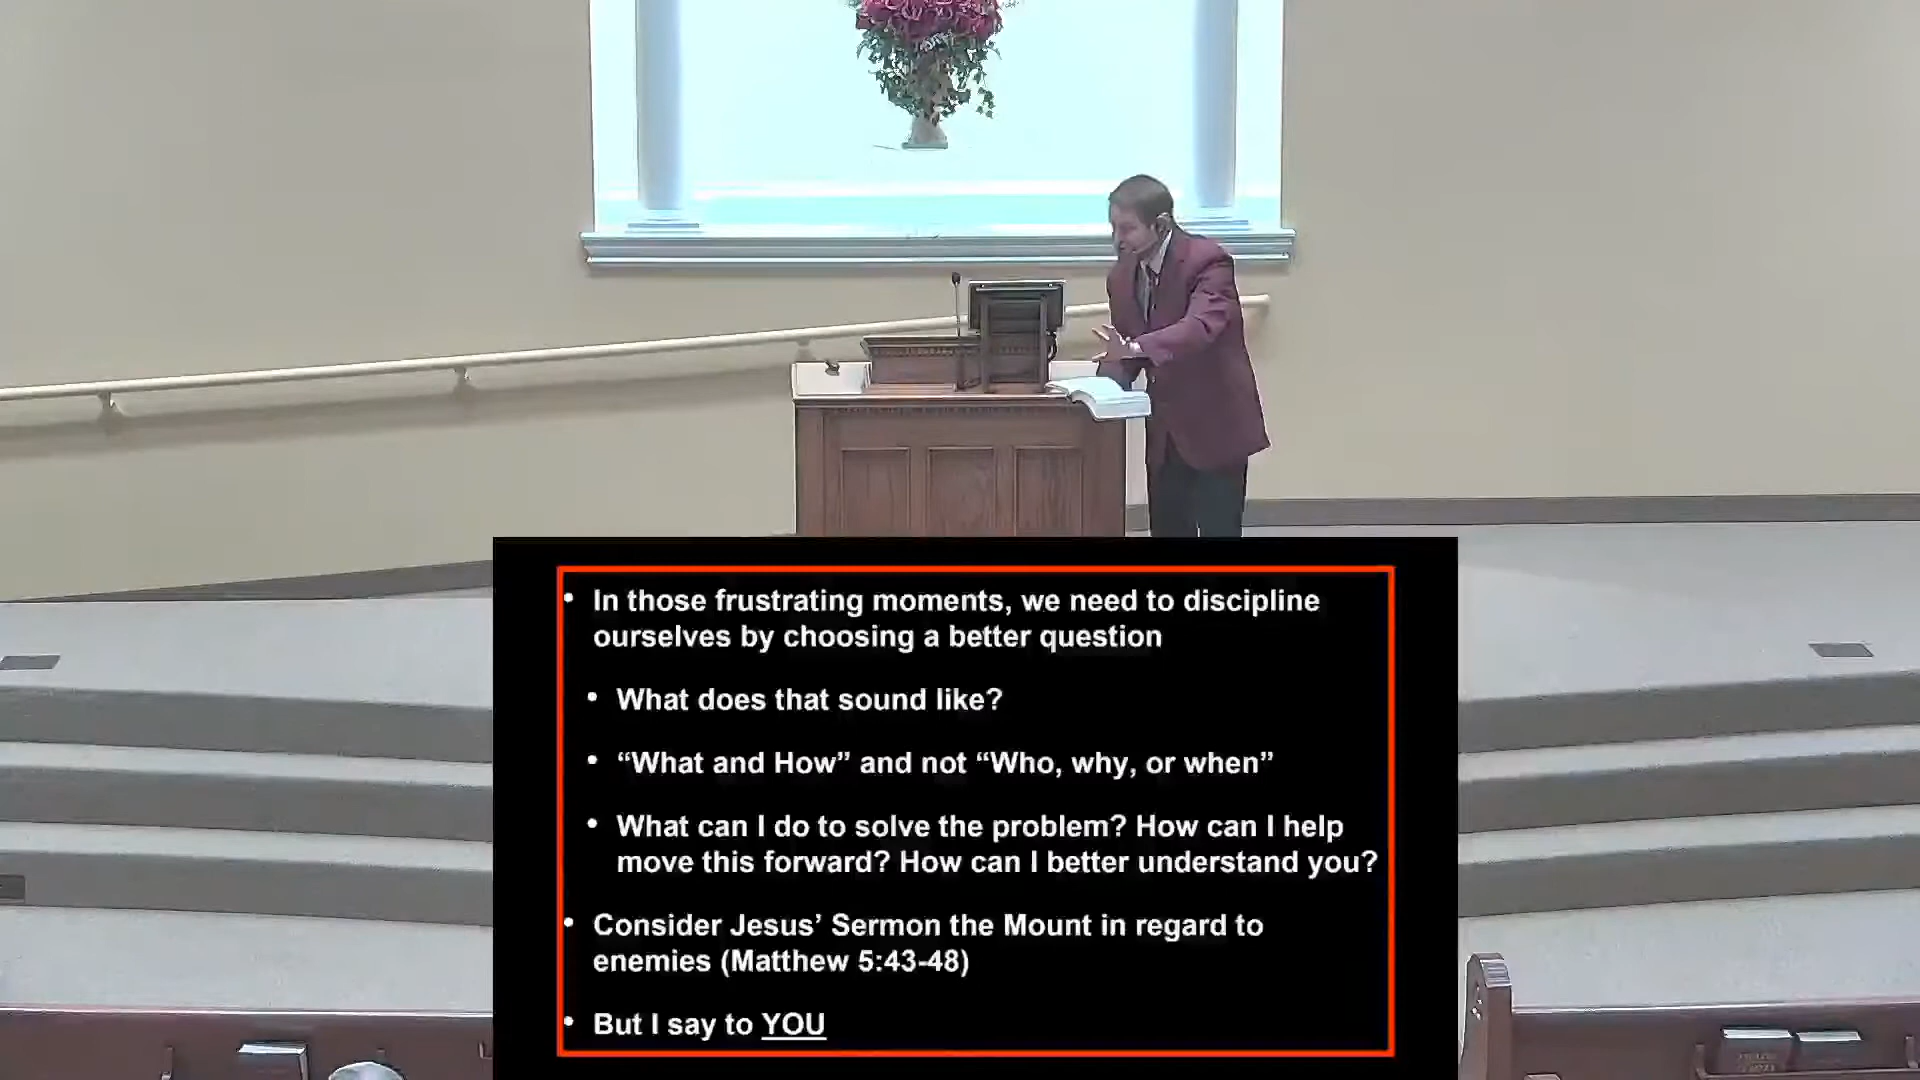 • In those frustrating moments, we need to discipline
ourselves by choosing a better question
• What does that sound like?
• “What and How” and not “Who, why, or when”
• What can I do to solve the problem? How can I help
move this forward? How can I better understand you?
• Consider Jesus’ Sermon the Mount in regard to
enemies (Matthew 5:43-48)
• But I say to YOU